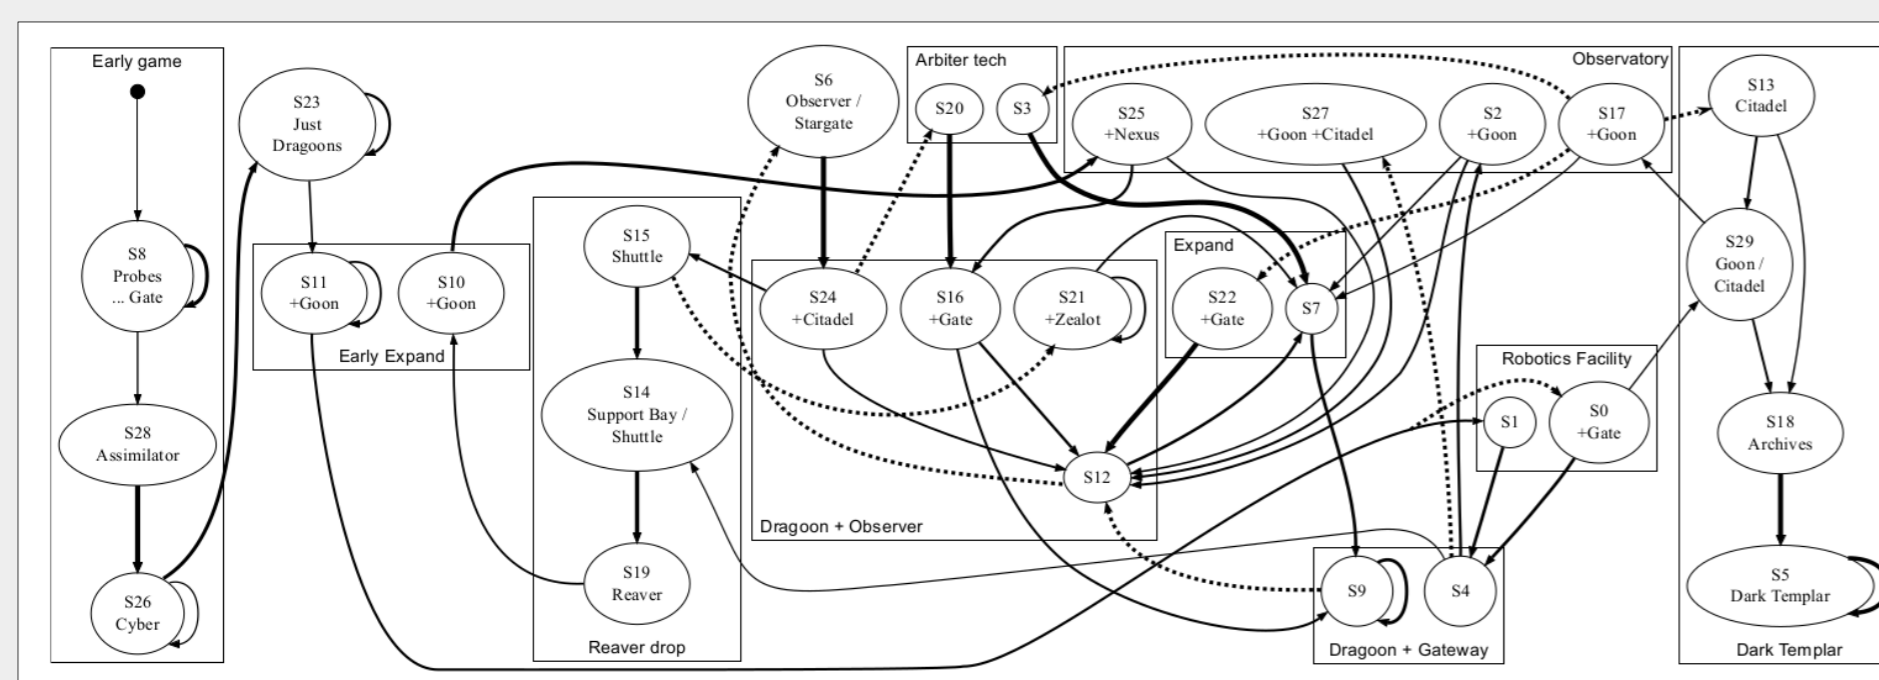 Early game
S8
Probes
... Gate
S28
Assimilator
S26
Cyber
S23
Just
Dragoons
S11
+Goon
S10
+Goon
Early Expand
S15
Shuttle
S14
Support Bay /
Shuttle
S19
Reaver
Reaver drop
S6
Observer /
Stargate
Arbiter tech
S20
S3
S24
+Citadel
S16
+Gate
S21
+Zealot
S12
Dragoon + Observer
Observatory
S25
+Nexus
S27
+Goon +Citadel
S2
+Goon
S17
+Goon
Expand
S22
+Gate
S7
Robotics Facility
S1
S0
+Gate
S9
S4
Dragoon + Gateway
S13
Citadel
S29
Goon /
Citadel
S18
Archives
S5
Dark Templar
Dark Templar